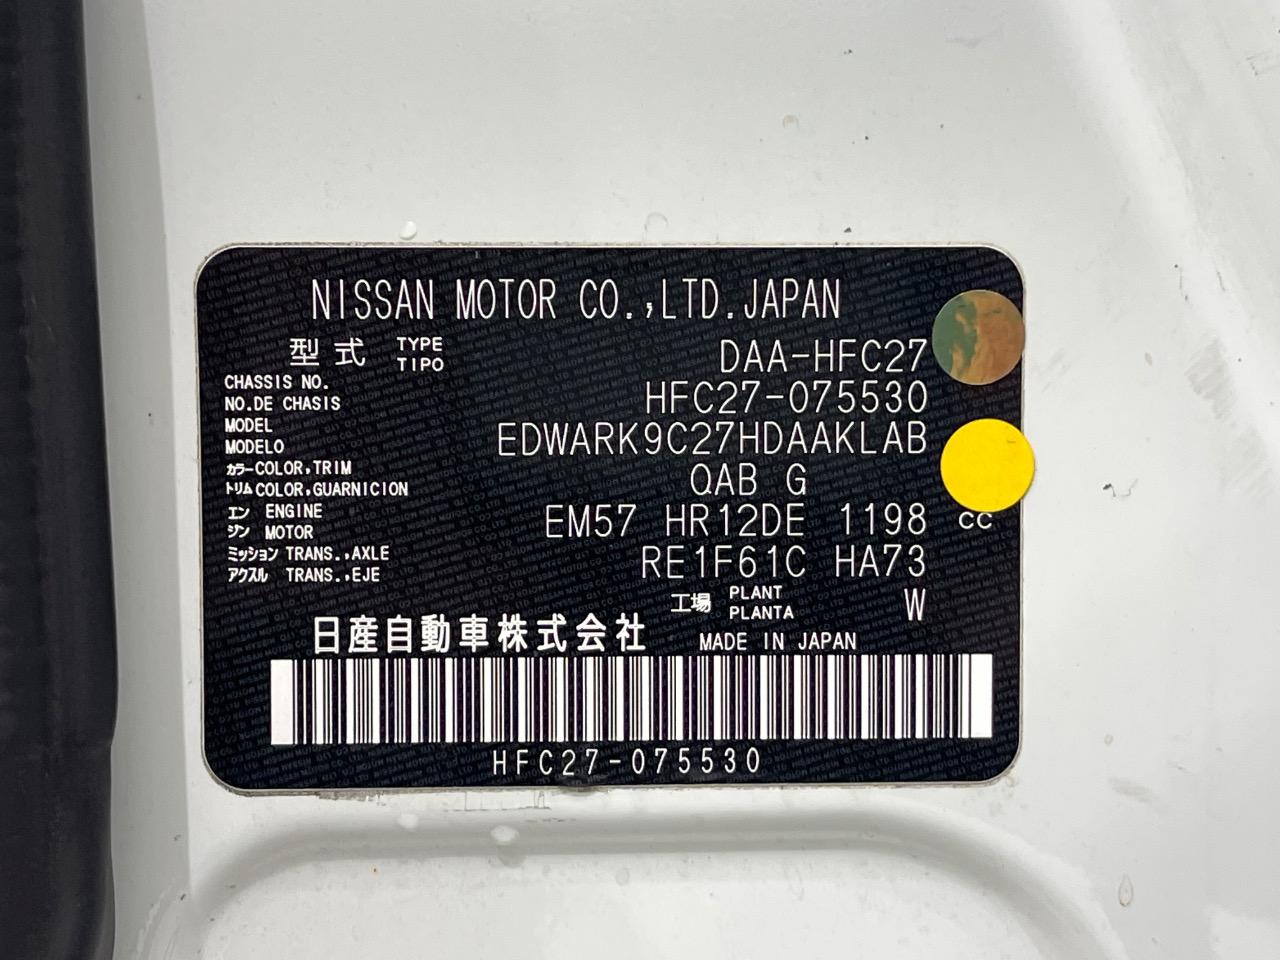 NISSAN MOTOR CO.,LTD.JAPAN
型式 TYPE TIPO DAA-HFC27
CHASSIS NO.
NO.DE CHASIS HFC27-075530
MODEL
MODELO EDWARK9C27HDAAKLAB
カラー COLOR,TRIM
トリム COLOR,GUARNICION QAB G
エン ENGINE
ジン MOTOR EM57 HR12DE 1198 CC
ミッション TRANS.,AXLE
アクスル TRANS.,EJE RE1F61C HA73
工場 PLANT PLANTA W
日産自動車株式会社 MADE IN JAPAN
HFC27-075530